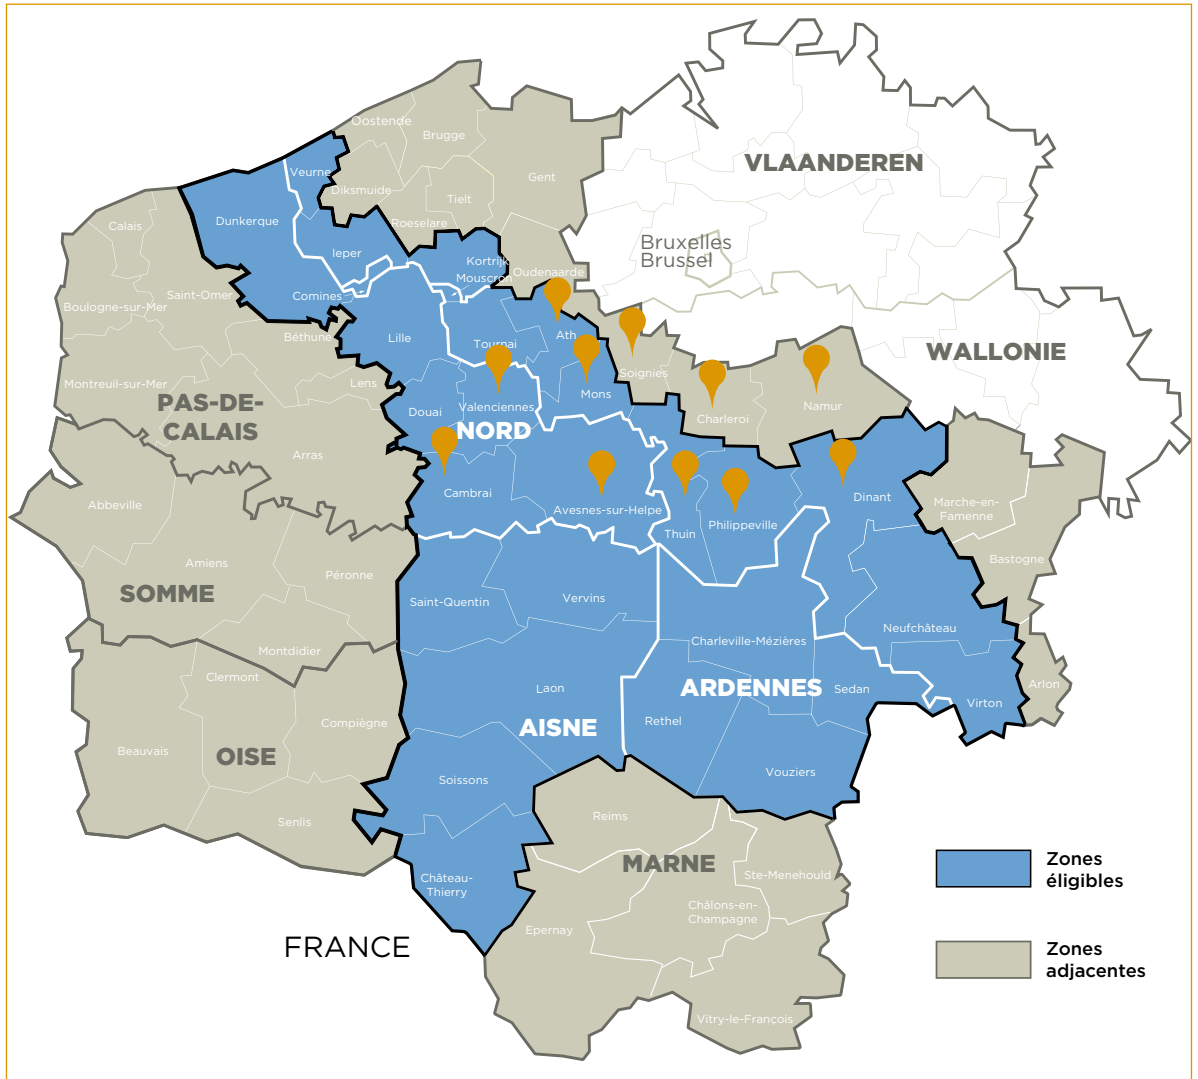 Oostende
Brugge
VLAANDEREN
Veurne
Diksmuide
Gent
Tielt
Calais
Dunkerque
Roeselare
Ieper
Bruxelles
Brussel
Kortrijk
Mouscron
Oudenaarde
Saint-Omer
Comines
Boulogne-sur-Mer
Béthune
Lille
Tournai
Ath
WALLONIE
Soignies
Montreuil-sur-Mer
Lens
Mons
PAS-DE-
CALAIS
Douai
Valenciennes
NORD
Charleroi
Namur
Arras
Cambrai
Dinant
Abbeville
Avesnes-sur-Helpe
Marche-en-
Famenne
Thuin
Philippeville
Amiens
Péronne
Bastogne
SOMME
Saint-Quentin
Vervins
Neufchâteau
Montdidier
Charleville-Mézières
Clermont
Laon
ARDENNES
Sedan
Arlon
Virton
Compiègne
AISNE
Rethel
Beauvais
OISE
Soissons
Vouziers
Senlis
Reims
MARNE
Zones
éligibles
Château-
Thierry
Ste-Menehould
Châlons-en-
Champagne
Epernay
FRANCE
Zones
adjacentes
Vitry-le-François